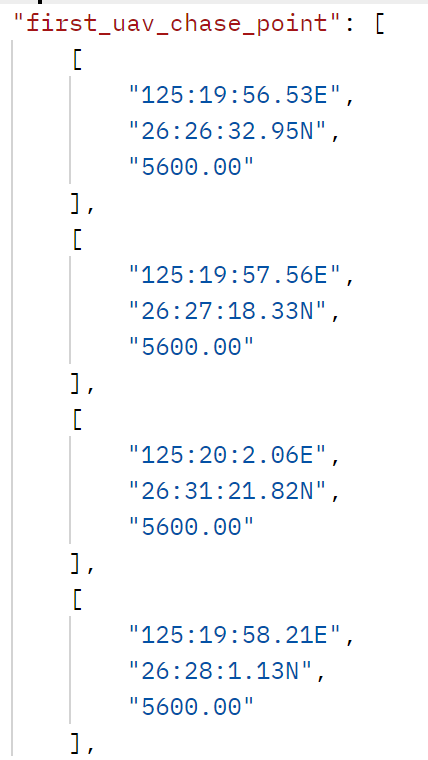 "first_uav_chase_point": [
[
"125:19:56.53E",
"26:26:32.95N",
"5600.00"
],
[
"125:19:57.56E",
"26:27:18.33N",
"5600.00"
],
[
"125:20:2.06E",
"26:31:21.82N",
"5600.00"
],
[
"125:19:58.21E",
"26:28:1.13N",
"5600.00"
],